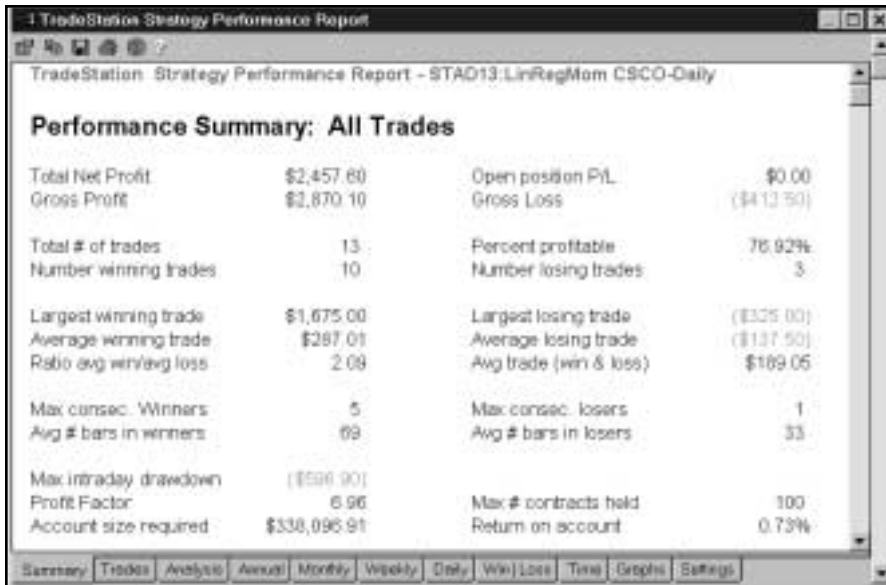 TradeStation Strategy Performance Report
TradeStation Strategy Performance Report - STAD13:LinRegMom CSCO-Daily
Performance Summary: All Trades
Total Net Profit $2,457.60 Open position P/L $0.00
Gross Profit $2,870.10 Gross Loss ($412.50)
Total # of trades 13 Percent profitable 76.92%
Number winning trades 10 Number losing trades 3
Largest winning trade $1,675.00 Largest losing trade ($325.00)
Average winning trade $287.01 Average losing trade ($137.50)
Ratio avg win/avg loss 2.09 Avg trade (win & loss) $189.05
Max consec. Winners 5 Max consec. losers 1
Avg # bars in winners 69 Avg # bars in losers 33
Max intraday drawdown ($596.90)
Profit Factor 6.96 Max # contracts held 100
Account size required $338,096.91 Return on account 0.73%
Summary Trades Analysis Annual Monthly Weekly Daily Win|Loss Time Graphs Settings